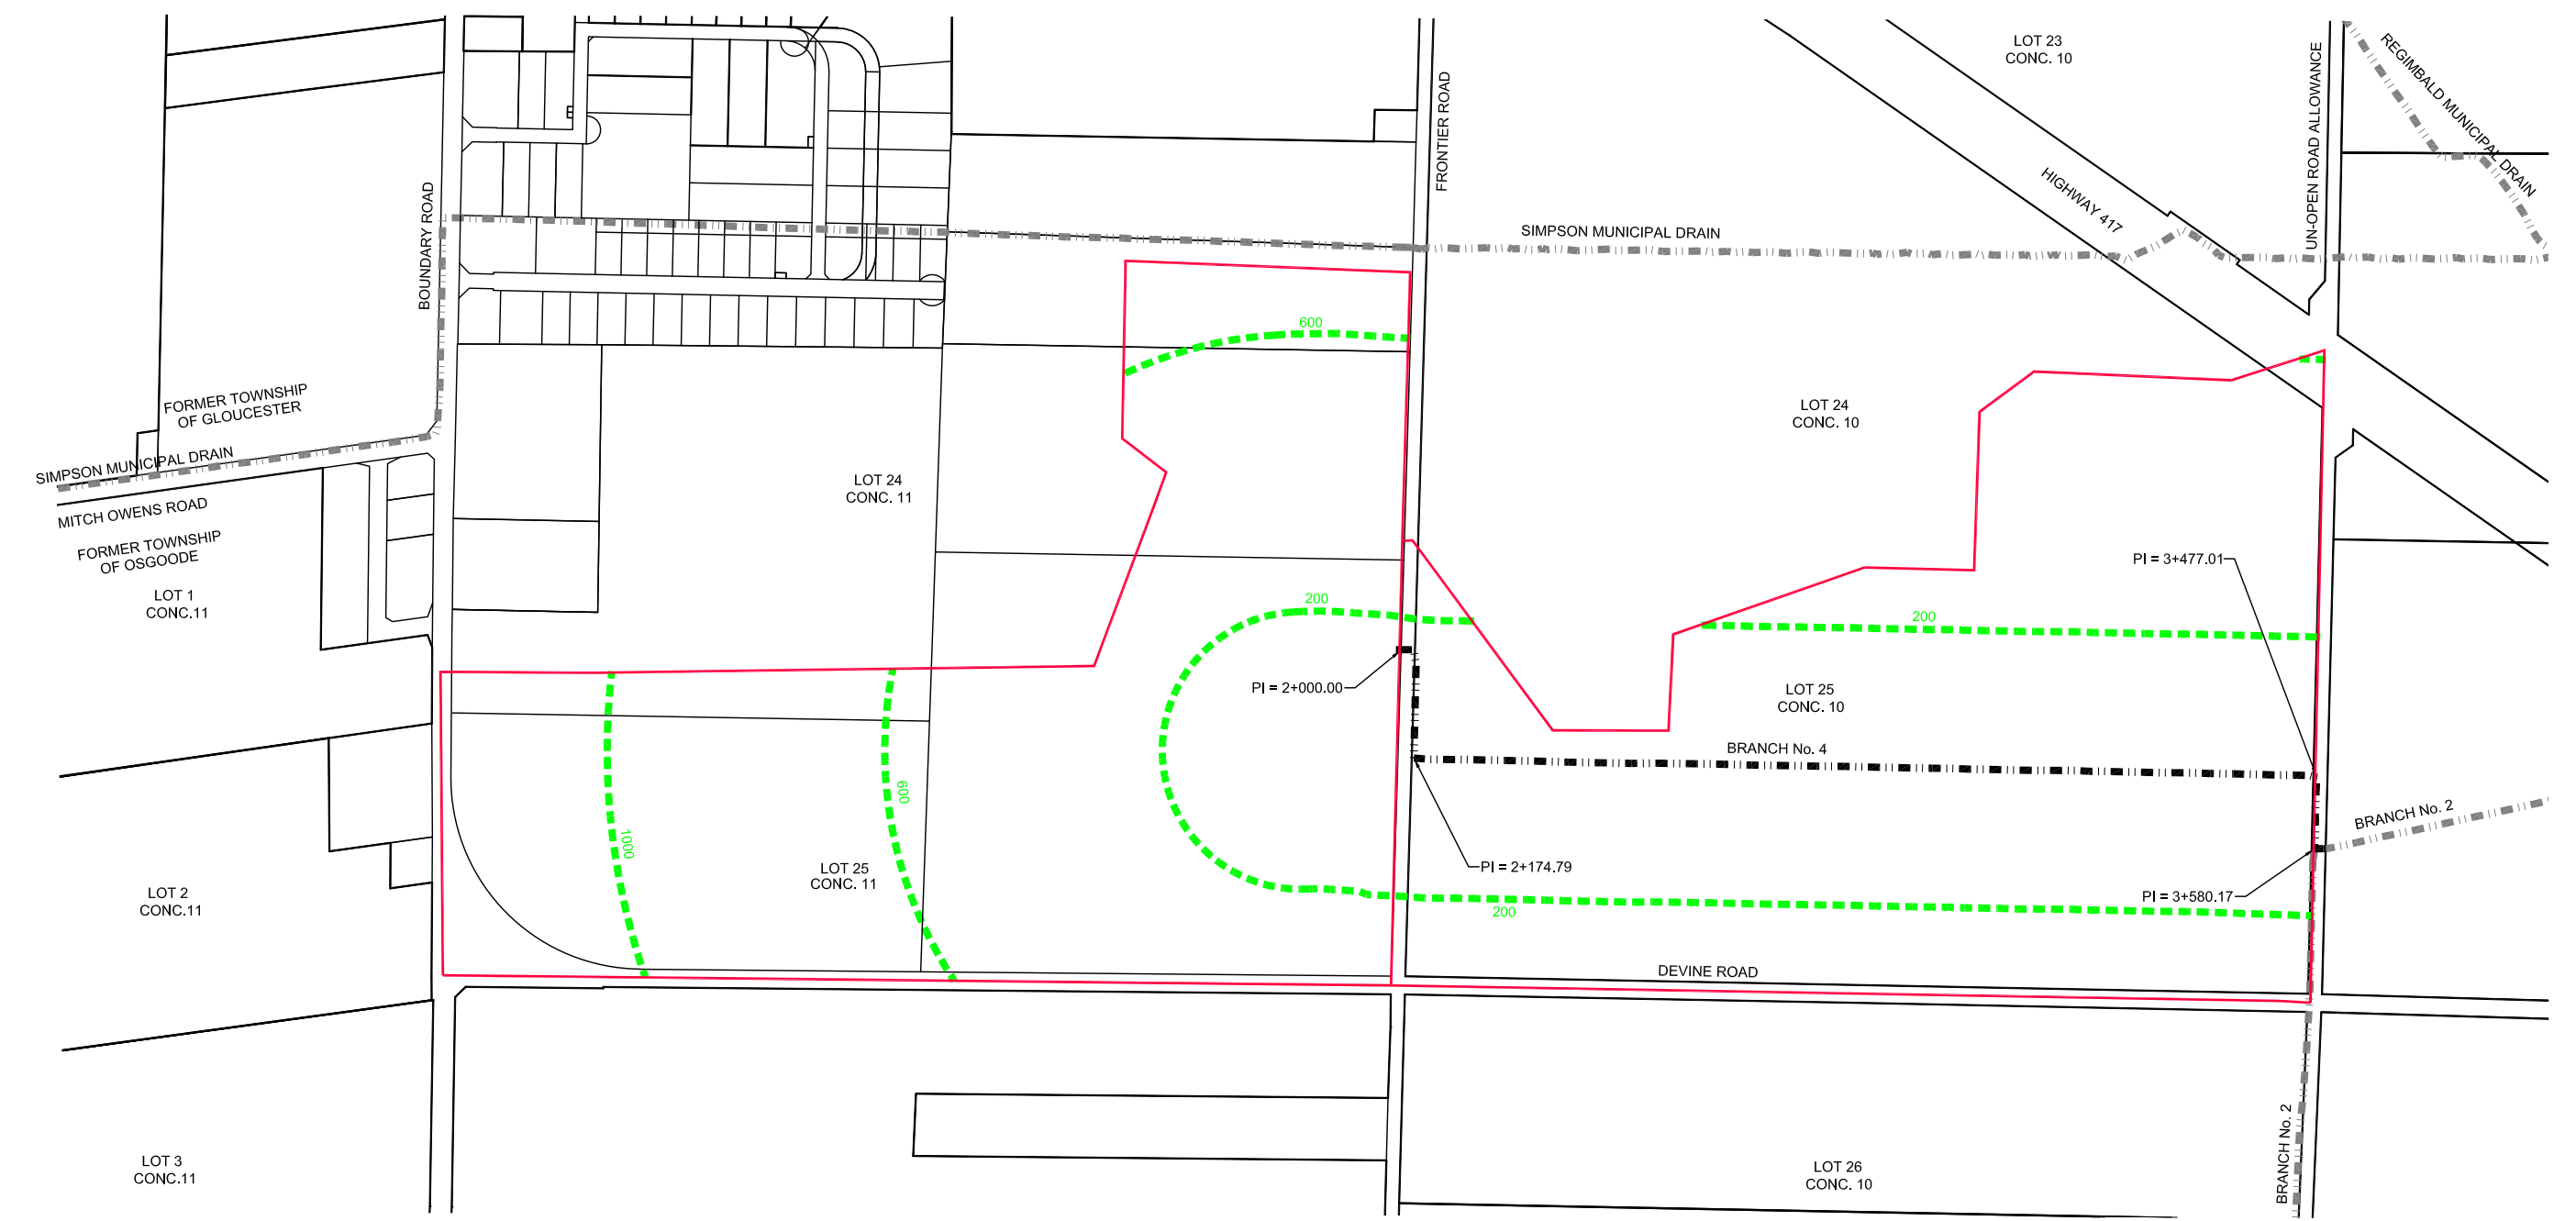 LOT 23
CONC. 10
REGIMBALD MUNICIPAL DRAIN
UN-OPEN ROAD ALLOWANCE
FRONTIER ROAD
HIGHWAY 417
BOUNDARY ROAD
SIMPSON MUNICIPAL DRAIN
600
FORMER TOWNSHIP
OF GLOUCESTER
LOT 24
CONC. 10
SIMPSON MUNICIPAL DRAIN
LOT 24
CONC. 11
MITCH OWENS ROAD
FORMER TOWNSHIP
OF OSGOODE
PI = 3+477.01
LOT 1
CONC.11
200
200
PI = 2+000.00
LOT 25
CONC. 10
BRANCH No. 4
600
1000
BRANCH No. 2
LOT 25
CONC. 11
PI = 2+174.79
LOT 2
CONC.11
PI = 3+580.17
200
DEVINE ROAD
LOT 3
CONC.11
LOT 26
CONC. 10
BRANCH No. 2